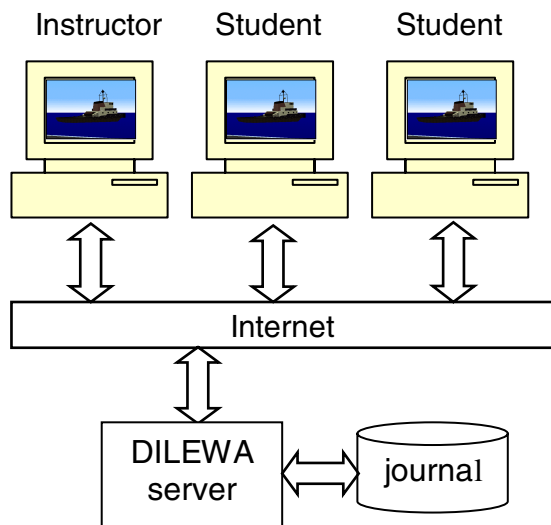 Instructor Student Student
Internet
DILEWA
server
journal